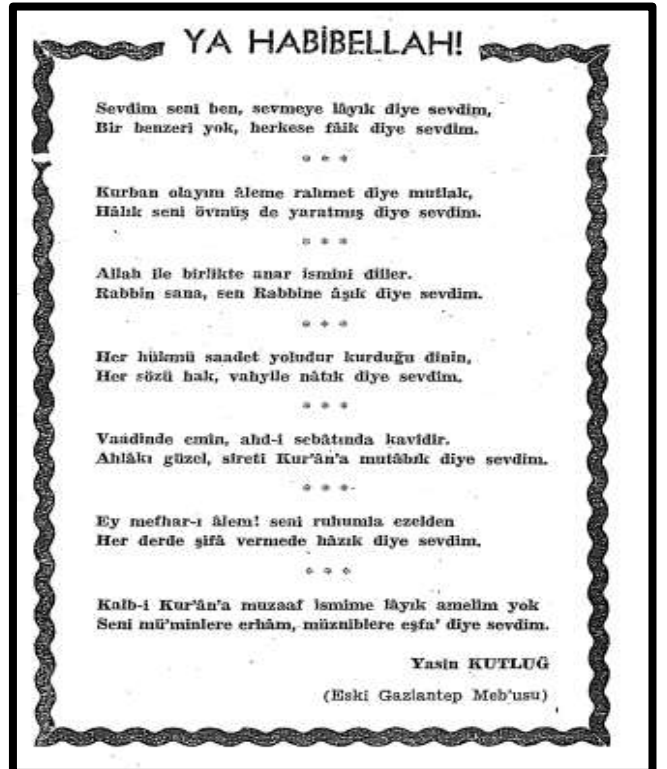 YA HABİBELLAH!
Sevdim seni ben, sevmeye lâyık diye sevdim,
Bir benzeri yok, herkese fâik diye sevdim.
* * *
Kurban olayım âleme rahmet diye mutlak,
Hâlık seni övmüş de yaratmış diye sevdim.
* * *
Allah ile birlikte anar ismini diller.
Rabbin sana, sen Rabbine âşık diye sevdim.
* * *
Her hükmü saadet yoludur kurduğu dinin,
Her sözü hak, vahyile nâtık diye sevdim.
* * *
Vaadinde emin, ahd-i sebâtında kavidir.
Ahlâkı güzel, sireti Kur'ân'a mutâbık diye sevdim.
* * *
Ey mefhar-ı âlem! seni ruhumla ezelden
Her derde şifâ vermede hâzık diye sevdim.
* * *
Kalb-i Kur'ân'a muzaaf ismime lâyık amelim yok
Seni mü'minlere erhâm, müzniblere eşfa' diye sevdim.
Yasin KUTLUĞ
(Eski Gaziantep Meb'usu)